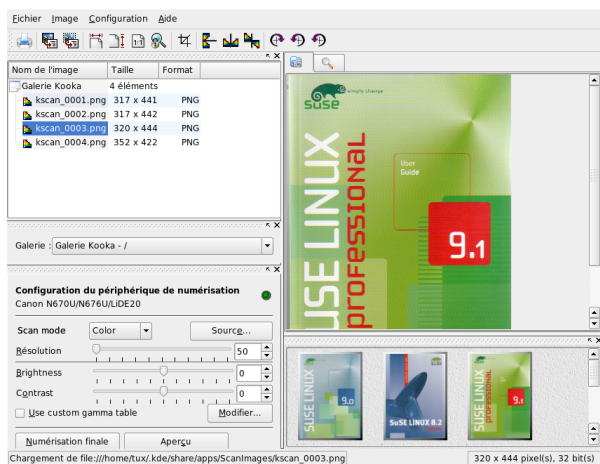 Fichier Image Configuration Aide
Nom de l'image Taille Format
Galerie Kooka 4 éléments
kscan_0001.png 317 x 441 PNG
kscan_0002.png 317 x 442 PNG
kscan_0003.png 320 x 444 PNG
kscan_0004.png 352 x 422 PNG
Galerie : Galerie Kooka - /
Configuration du périphérique de numérisation
Canon N670U/N676U/LiDE20
Scan mode Color Source...
Résolution 50
Brightness 0
Contrast 0
Use custom gamma table Modifier...
Numérisation finale Aperçu
SUSE
simply change
User
Guide
USE LINUX
professional
9.1
SUSE LINUX
9.0
SuSE LINUX 8.2
SUSE LINUX
professional
9.1
Chargement de file:///home/tux/.kde/share/apps/ScanImages/kscan_0003.png 320 x 444 pixel(s), 32 bit(s)